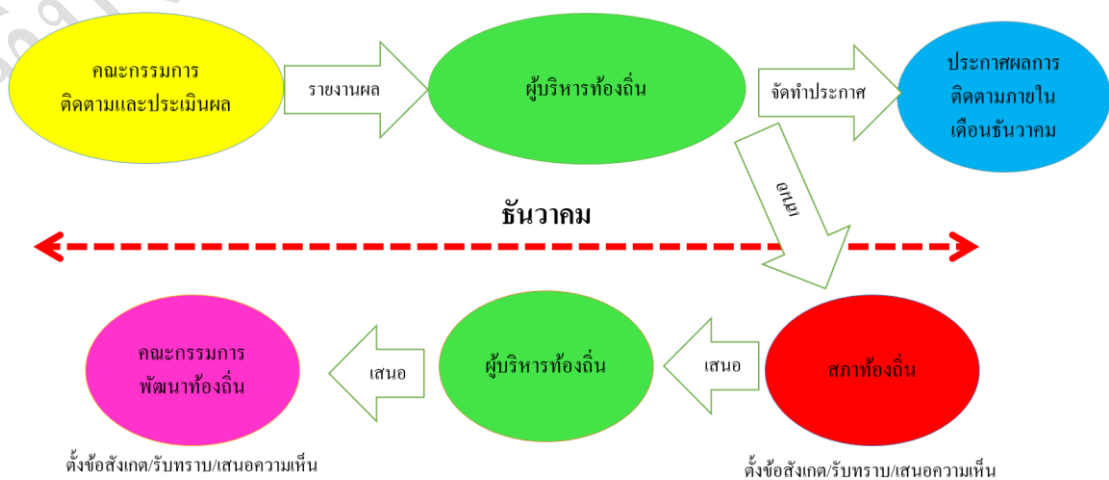 คณะกรรมการ
ติดตามและประเมินผล
รายงานผล
ผู้บริหารท้องถิ่น
จัดทำประกาศ
ประกาศผลการ
ติดตามภายใน
เดือนธันวาคม
เสนอ
ธันวาคม
สภาท้องถิ่น
ตั้งข้อสังเกต/รับทราบ/เสนอความเห็น
เสนอ
ผู้บริหารท้องถิ่น
เสนอ
คณะกรรมการ
พัฒนาท้องถิ่น
ตั้งข้อสังเกต/รับทราบ/เสนอความเห็น